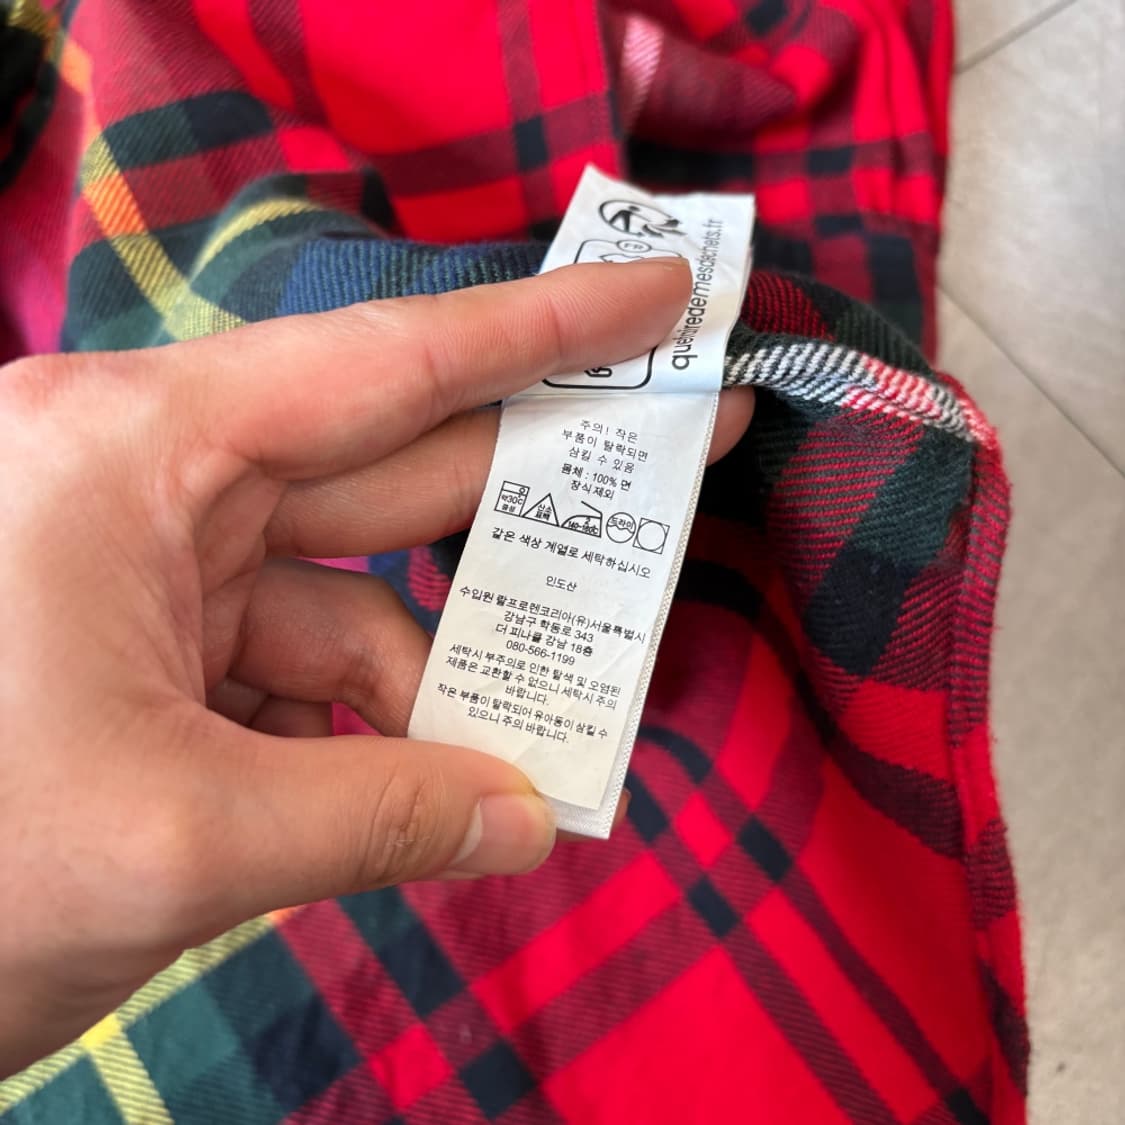 FR
quefairedemesdechets.fr
주의! 작은
부품이 탈락되면
삼킬 수 있음
몸체 : 100% 면
장식 제외
약30℃
중성
산소
표백
140-160℃
드라이
같은 색상 계열로 세탁하십시오
인도산
수입원 랄프로렌코리아(유)서울특별시
강남구 학동로 343
더 피나클 강남 18층
080-566-1199
세탁시 부주의로 인한 탈색 및 오염된
제품은 교환할 수 없으니 세탁시 주의
바랍니다.
작은 부품이 탈락되어 유아동이 삼킬 수
있으니 주의 바랍니다.